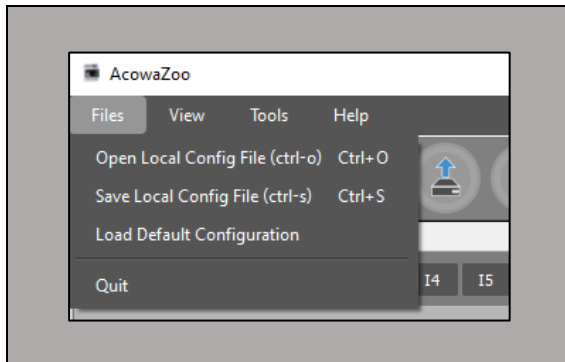 AcowaZoo
Files View Tools Help
Open Local Config File (ctrl-o) Ctrl+O
Save Local Config File (ctrl-s) Ctrl+S
Load Default Configuration
Quit
I4 I5